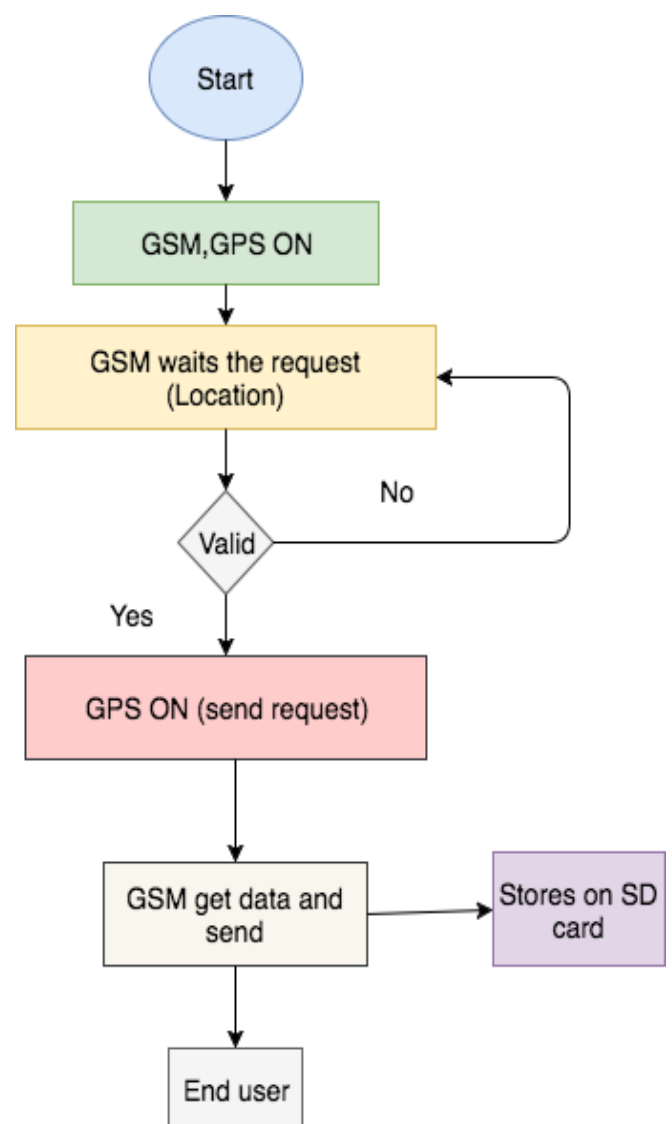 Start
GSM,GPS ON
GSM waits the request
(Location)
No
Valid
Yes
GPS ON (send request)
GSM get data and
send
Stores on SD
card
End user